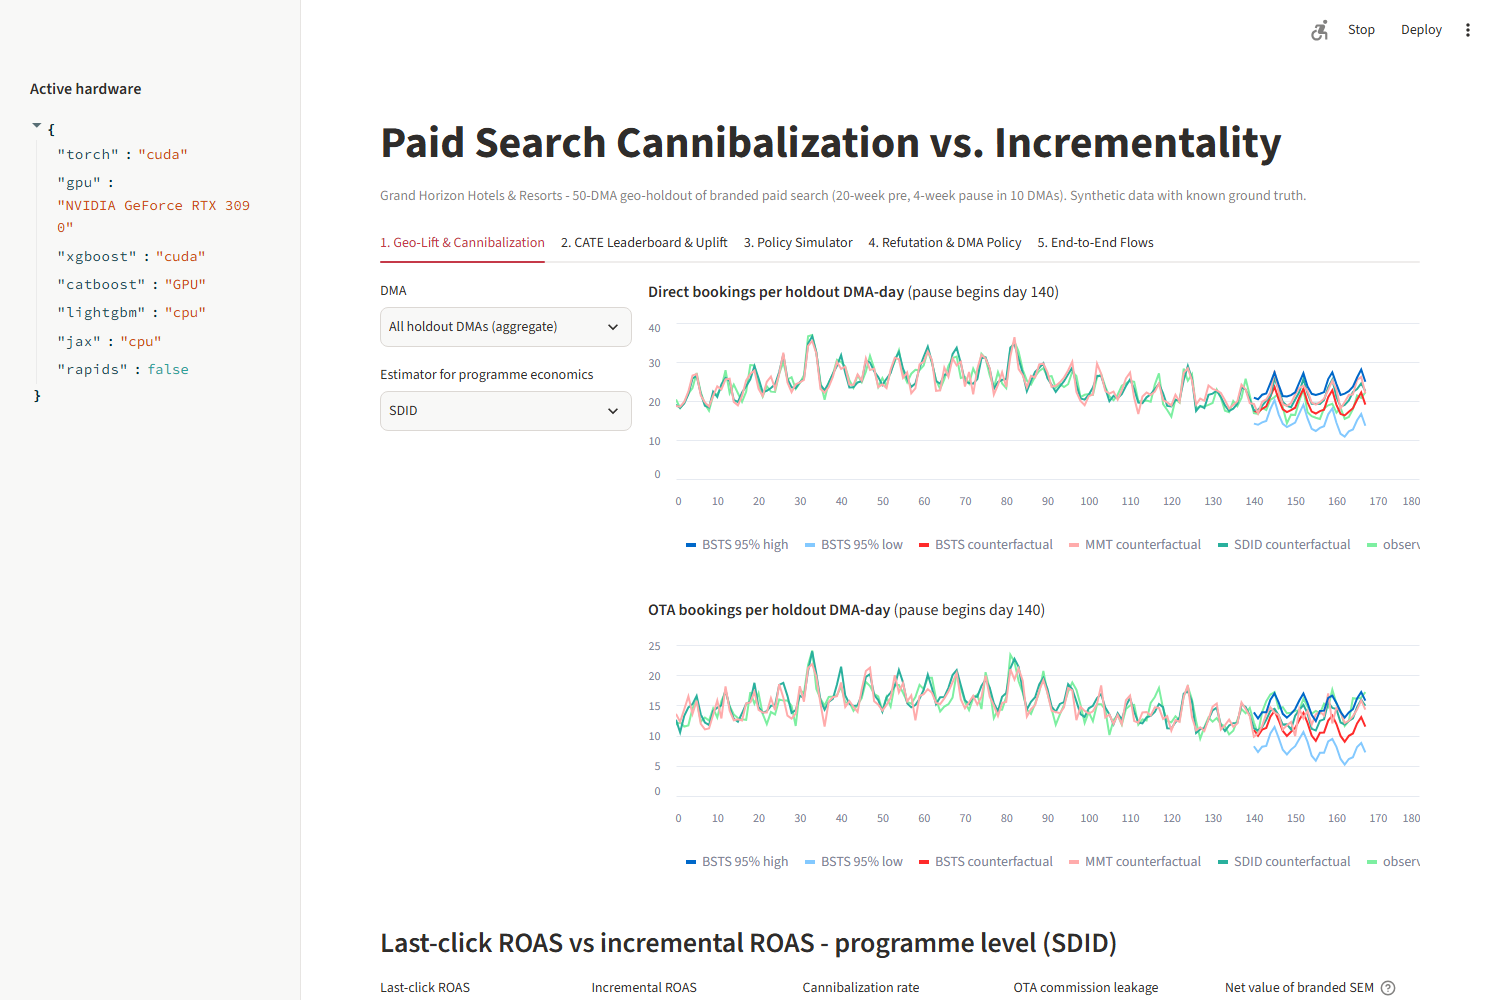 Stop
Deploy
Active hardware
{
"torch" : "cuda"
"gpu" :
"NVIDIA GeForce RTX 309
0"
"xgboost" : "cuda"
"catboost" : "GPU"
"lightgbm" : "cpu"
"jax" : "cpu"
"rapids" : false
}
Paid Search Cannibalization vs. Incrementality
Grand Horizon Hotels & Resorts - 50-DMA geo-holdout of branded paid search (20-week pre, 4-week pause in 10 DMAs). Synthetic data with known ground truth.
1. Geo-Lift & Cannibalization 2. CATE Leaderboard & Uplift 3. Policy Simulator 4. Refutation & DMA Policy 5. End-to-End Flows
DMA
All holdout DMAs (aggregate)
Estimator for programme economics
SDID
Direct bookings per holdout DMA-day (pause begins day 140)
40
30
20
10
0
0 10 20 30 40 50 60 70 80 90 100 110 120 130 140 150 160 170 180
BSTS 95% high BSTS 95% low BSTS counterfactual MMT counterfactual SDID counterfactual observ
OTA bookings per holdout DMA-day (pause begins day 140)
25
20
15
10
5
0
0 10 20 30 40 50 60 70 80 90 100 110 120 130 140 150 160 170 180
BSTS 95% high BSTS 95% low BSTS counterfactual MMT counterfactual SDID counterfactual observ
Last-click ROAS vs incremental ROAS - programme level (SDID)
Last-click ROAS Incremental ROAS Cannibalization rate OTA commission leakage Net value of branded SEM ?